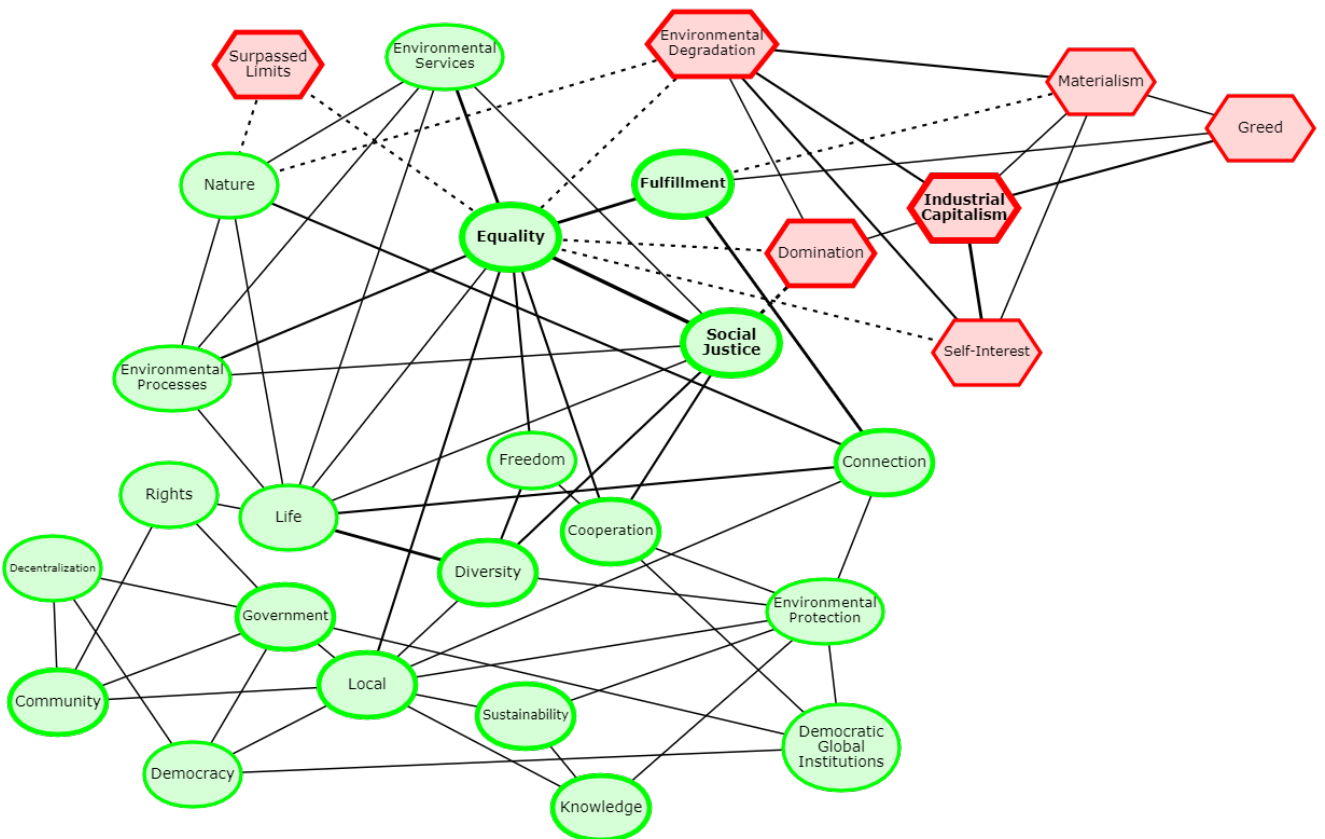 Surpassed
Limits
Environmental
Services
Environmental
Degradation
Materialism
Greed
Nature
Fulfillment
Industrial
Capitalism
Equality
Domination
Social
Justice
Self-Interest
Environmental
Processes
Freedom
Connection
Rights
Life
Cooperation
Decentralization
Diversity
Environmental
Protection
Government
Local
Community
Sustainability
Democratic
Global
Institutions
Democracy
Knowledge